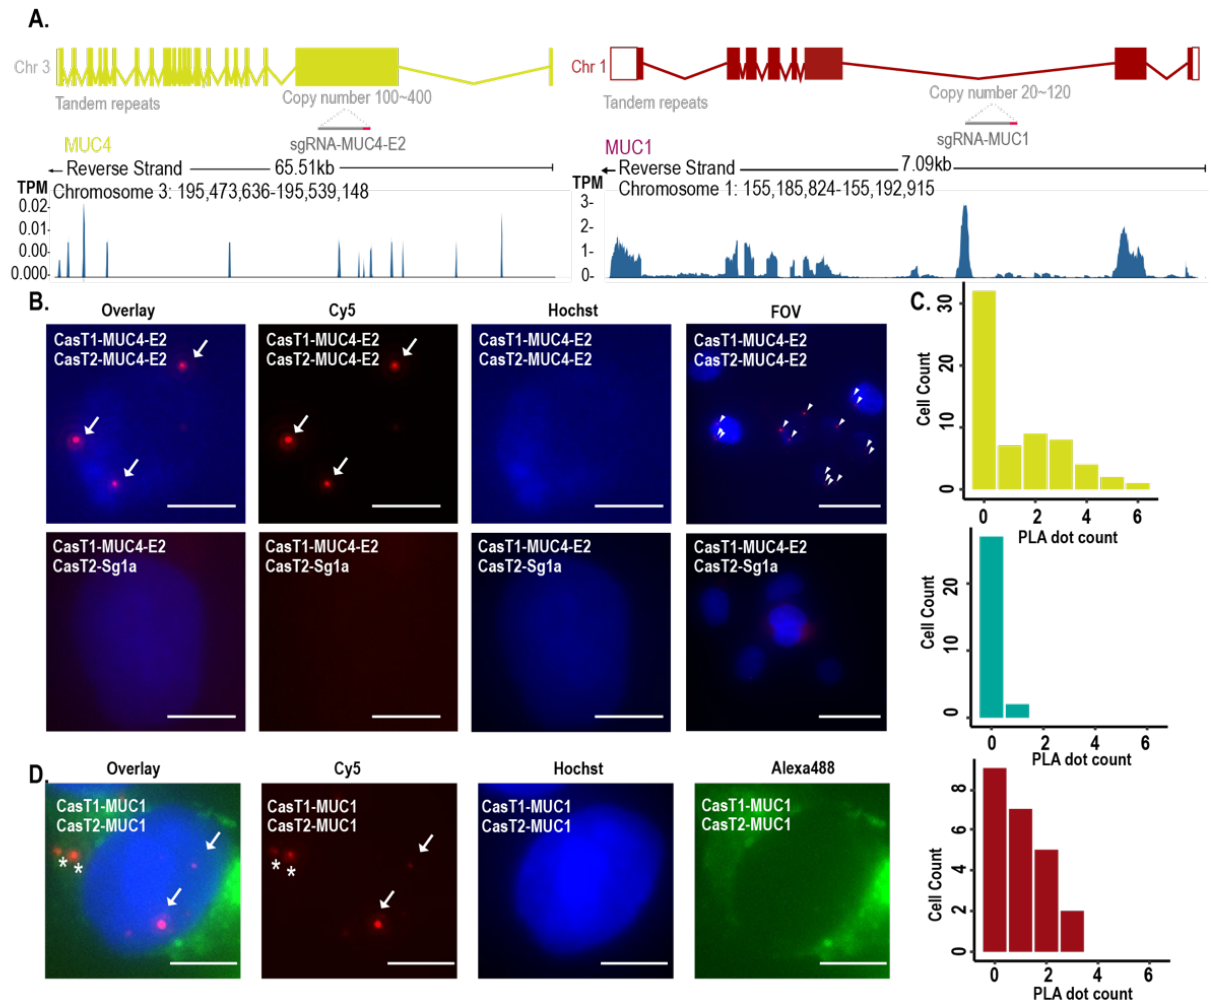 A.
Chr 3
Tandem repeats
Copy number 100~400
sgRNA-MUC4-E2
MUC4
Reverse Strand
65.51kb
TPM
Chromosome 3: 195,473,636-195,539,148
0.02
0.01
0.00
0.000
Chr 1
Tandem repeats
Copy number 20~120
sgRNA-MUC1
MUC1
Reverse Strand
7.09kb
TPM
Chromosome 1: 155,185,824-155,192,915
3-
2-
1-
0-
B.
Overlay
Cy5
Hochst
FOV
CasT1-MUC4-E2
CasT2-MUC4-E2
CasT1-MUC4-E2
CasT2-MUC4-E2
CasT1-MUC4-E2
CasT2-MUC4-E2
CasT1-MUC4-E2
CasT2-MUC4-E2
CasT1-MUC4-E2
CasT2-Sg1a
CasT1-MUC4-E2
CasT2-Sg1a
CasT1-MUC4-E2
CasT2-Sg1a
CasT1-MUC4-E2
CasT2-Sg1a
C.
Cell Count
30
20
10
0
0 2 4 6
PLA dot count
Cell Count
20
10
0
0 2 4 6
PLA dot count
Cell Count
8
6
4
2
0
0 2 4 6
PLA dot count
D.
Overlay
Cy5
Hochst
Alexa488
CasT1-MUC1
CasT2-MUC1
* *
CasT1-MUC1
CasT2-MUC1
* *
CasT1-MUC1
CasT2-MUC1
CasT1-MUC1
CasT2-MUC1